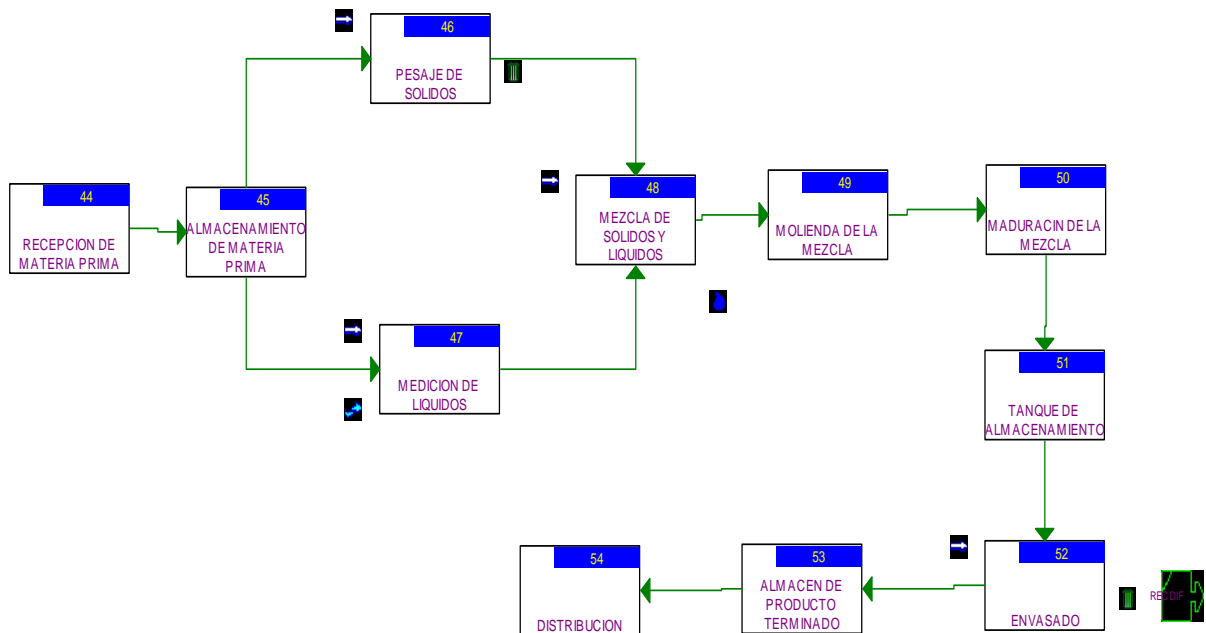 46
PESAJE DE
SOLIDOS
44
RECEPCION DE
MATERIA PRIMA
45
ALMACENAMIENTO
DE MATERIA
PRIMA
48
MEZCLA DE
SOLIDOS Y
LIQUIDOS
49
MOLIENDA DE LA
MEZCLA
50
MADURACIN DE LA
MEZCLA
47
MEDICION DE
LIQUIDOS
51
TANQUE DE
ALMACENAMIENTO
54
DISTRIBUCION
53
ALMACEN DE
PRODUCTO
TERMINADO
52
ENVASADO
REC DIF